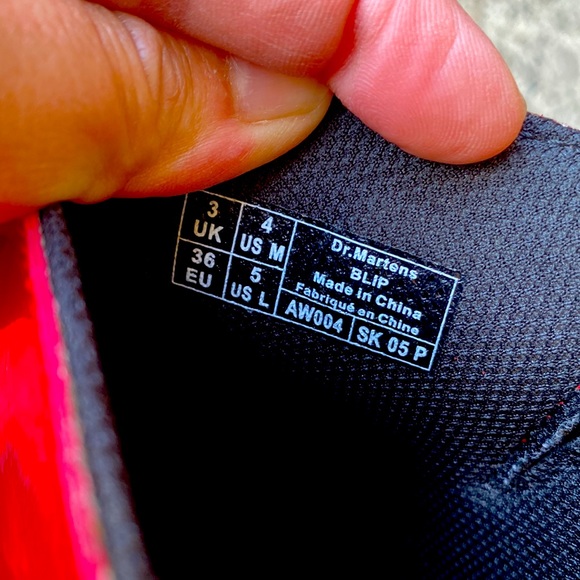 3
UK
4
US M
36
EU
5
US L
Dr.Martens
BLIP
Made in China
Fabriqué en Chine
AW004
SK 05 P